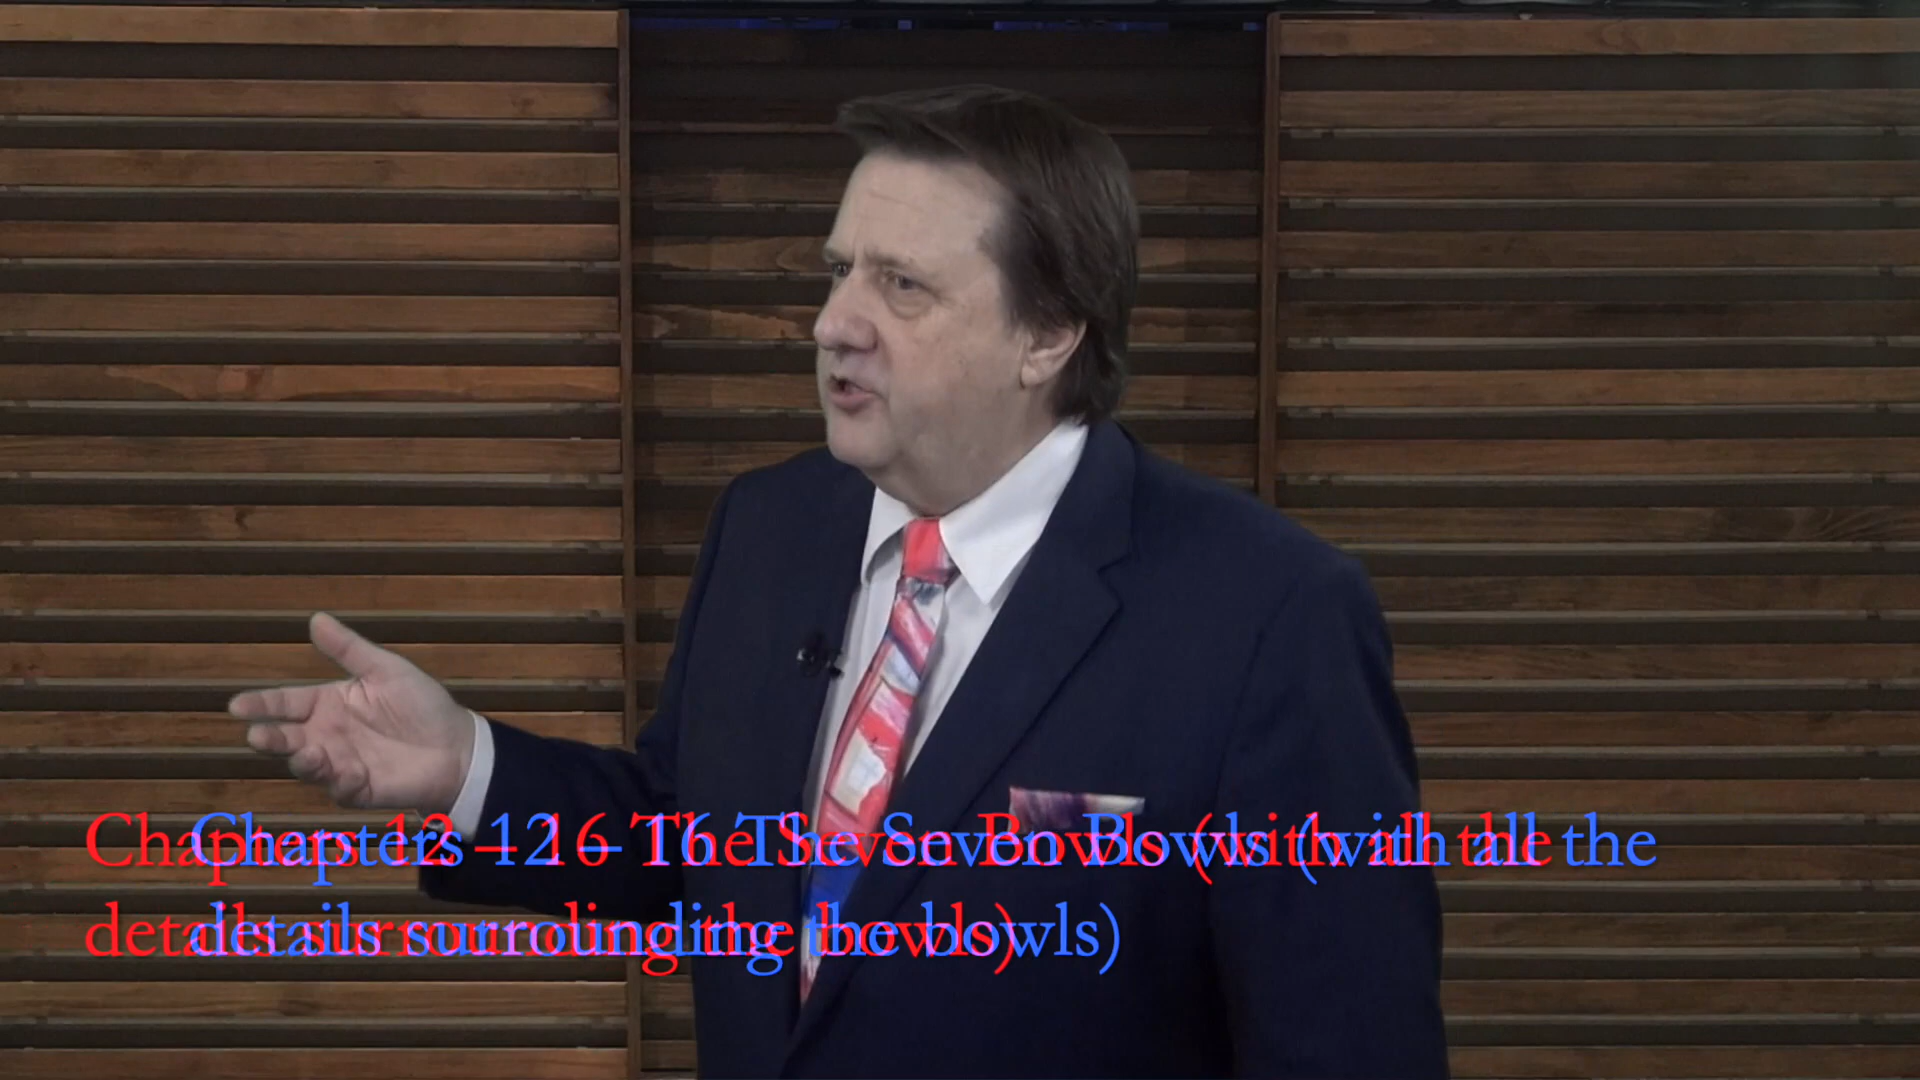 Chapters 12 – 16 The Seven Bowls (with all the
details surrounding the bowls)